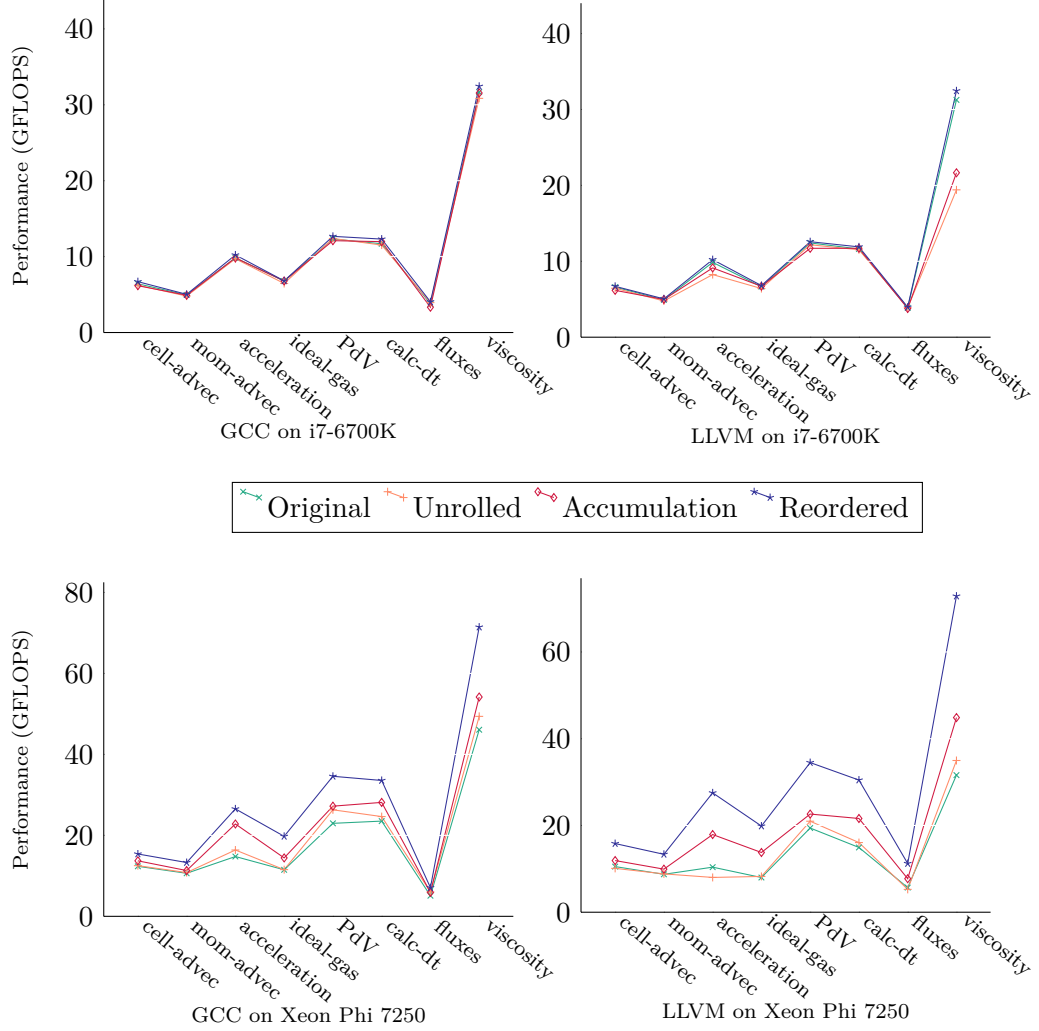 Performance (GFLOPS)
40
30
20
10
0
cell-advec
mom-advec
acceleration
ideal-gas
PdV
calc-dt
fluxes
viscosity
GCC on i7-6700K
40
30
20
10
0
cell-advec
mom-advec
acceleration
ideal-gas
PdV
calc-dt
fluxes
viscosity
LLVM on i7-6700K
Original Unrolled Accumulation Reordered
Performance (GFLOPS)
80
60
40
20
0
cell-advec
mom-advec
acceleration
ideal-gas
PdV
calc-dt
fluxes
viscosity
GCC on Xeon Phi 7250
60
40
20
0
cell-advec
mom-advec
acceleration
ideal-gas
PdV
calc-dt
fluxes
viscosity
LLVM on Xeon Phi 7250